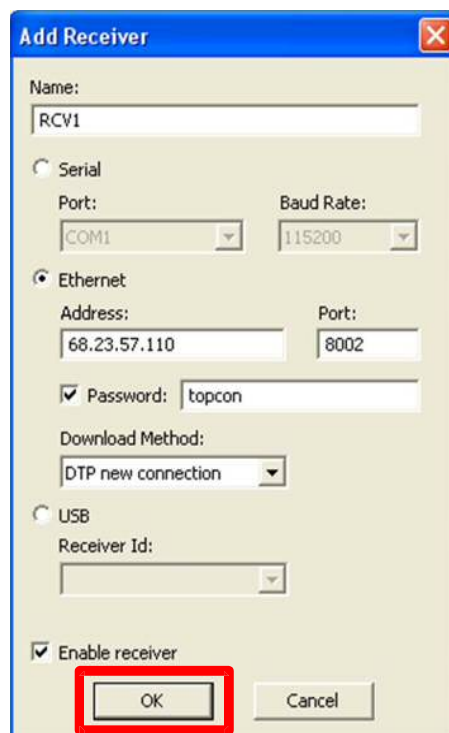 Add Receiver
Name:
RCV1
Serial
Port: Baud Rate:
COM1 115200
Ethernet
Address: Port:
68.23.57.110 8002
Password: topcon
Download Method:
DTP new connection
USB
Receiver Id:
Enable receiver
OK Cancel